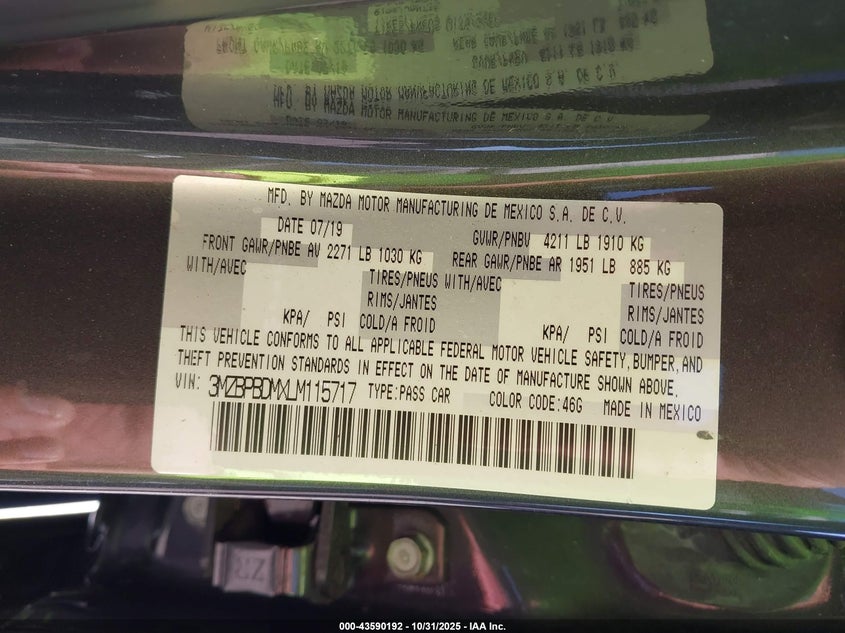 MFD. BY MAZDA MOTOR MANUFACTURING DE MEXICO S.A. DE C.V.
DATE 07/19 GVWR/PNBV 4211 LB 1910 KG
FRONT GAWR/PNBE AV 2271 LB 1030 KG REAR GAWR/PNBE AR 1951 LB 885 KG
WITH/AVEC TIRES/PNEUS WITH/AVEC TIRES/PNEUS
RIMS/JANTES RIMS/JANTES
KPA/ PSI COLD/A FROID KPA/ PSI COLD/A FROID
THIS VEHICLE CONFORMS TO ALL APPLICABLE FEDERAL MOTOR VEHICLE SAFETY, BUMPER, AND
THEFT PREVENTION STANDARDS IN EFFECT ON THE DATE OF MANUFACTURE SHOWN ABOVE.
VIN: 3MZBPBDMXLM115717 TYPE:PASS CAR COLOR CODE:46G MADE IN MEXICO
ZR
000-43590192 - 10/31/2025 - IAA Inc.